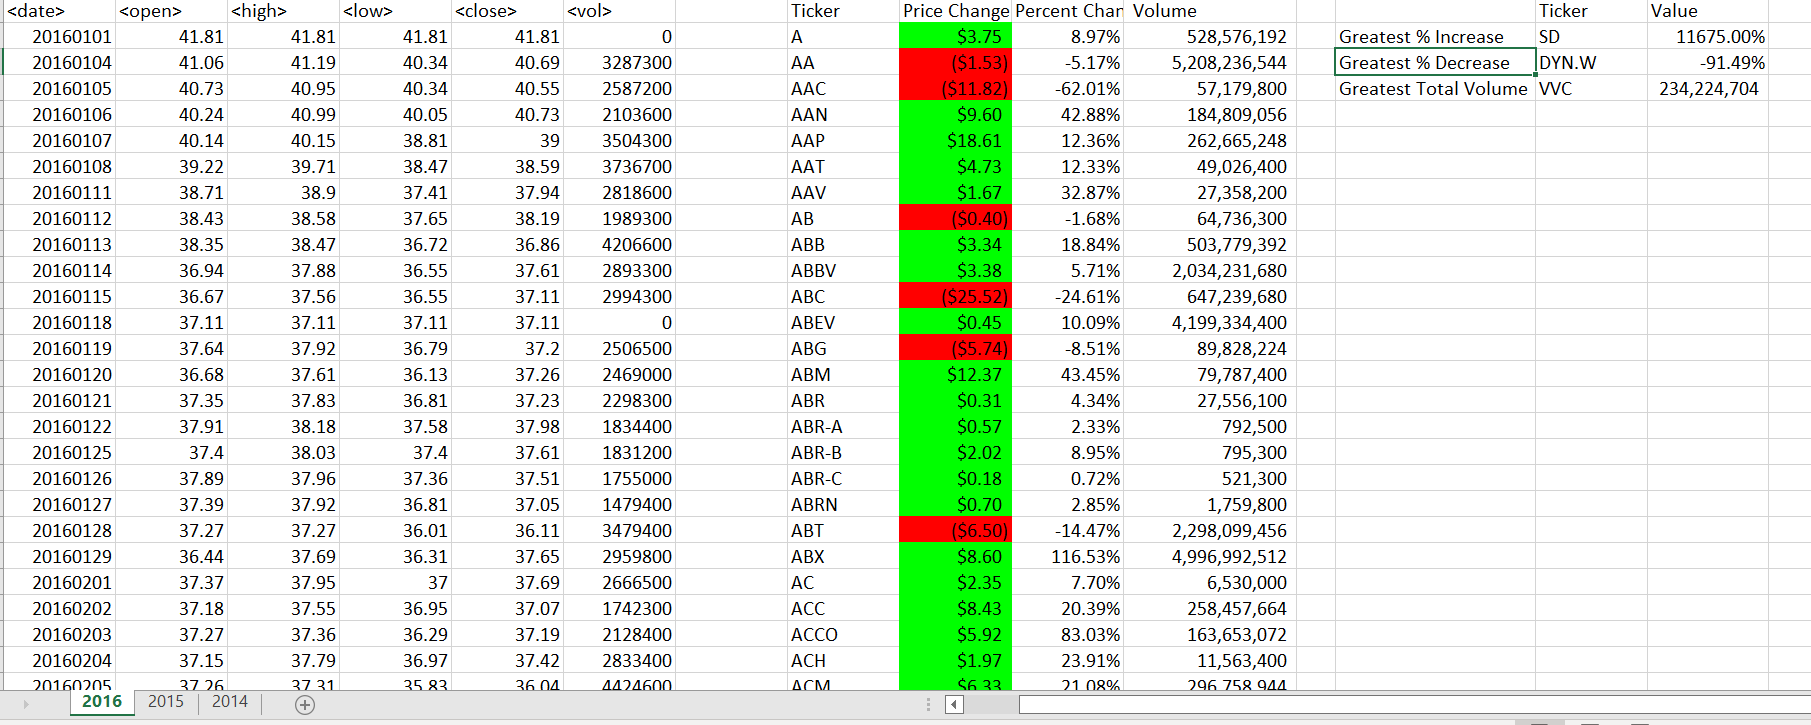 <date> <open> <high> <low> <close> <vol> Ticker Price Change Percent Chan Volume Ticker Value
20160101 41.81 41.81 41.81 41.81 0 A $3.75 8.97% 528,576,192 Greatest % Increase SD 11675.00%
20160104 41.06 41.19 40.34 40.69 3287300 AA ($1.53) -5.17% 5,208,236,544 Greatest % Decrease DYN.W -91.49%
20160105 40.73 40.95 40.34 40.55 2587200 AAC ($11.82) -62.01% 57,179,800 Greatest Total Volume VVC 234,224,704
20160106 40.24 40.99 40.05 40.73 2103600 AAN $9.60 42.88% 184,809,056
20160107 40.14 40.15 38.81 39 3504300 AAP $18.61 12.36% 262,665,248
20160108 39.22 39.71 38.47 38.59 3736700 AAT $4.73 12.33% 49,026,400
20160111 38.71 38.9 37.41 37.94 2818600 AAV $1.67 32.87% 27,358,200
20160112 38.43 38.58 37.65 38.19 1989300 AB ($0.40) -1.68% 64,736,300
20160113 38.35 38.47 36.72 36.86 4206600 ABB $3.34 18.84% 503,779,392
20160114 36.94 37.88 36.55 37.61 2893300 ABBV $3.38 5.71% 2,034,231,680
20160115 36.67 37.56 36.55 37.11 2994300 ABC ($25.52) -24.61% 647,239,680
20160118 37.11 37.11 37.11 37.11 0 ABEV $0.45 10.09% 4,199,334,400
20160119 37.64 37.92 36.79 37.2 2506500 ABG ($5.74) -8.51% 89,828,224
20160120 36.68 37.61 36.13 37.26 2469000 ABM $12.37 43.45% 79,787,400
20160121 37.35 37.83 36.81 37.23 2298300 ABR $0.31 4.34% 27,556,100
20160122 37.91 38.18 37.58 37.98 1834400 ABR-A $0.57 2.33% 792,500
20160125 37.4 38.03 37.4 37.61 1831200 ABR-B $2.02 8.95% 795,300
20160126 37.89 37.96 37.36 37.51 1755000 ABR-C $0.18 0.72% 521,300
20160127 37.39 37.92 36.81 37.05 1479400 ABRN $0.70 2.85% 1,759,800
20160128 37.27 37.27 36.01 36.11 3479400 ABT ($6.50) -14.47% 2,298,099,456
20160129 36.44 37.69 36.31 37.65 2959800 ABX $8.60 116.53% 4,996,992,512
20160201 37.37 37.95 37 37.69 2666500 AC $2.35 7.70% 6,530,000
20160202 37.18 37.55 36.95 37.07 1742300 ACC $8.43 20.39% 258,457,664
20160203 37.27 37.36 36.29 37.19 2128400 ACCO $5.92 83.03% 163,653,072
20160204 37.15 37.79 36.97 37.42 2833400 ACH $1.97 23.91% 11,563,400
20160205 37.26 37.31 35.83 36.04 4424600 ACM $6.33 21.08% 296,758,944
2016 2015 2014